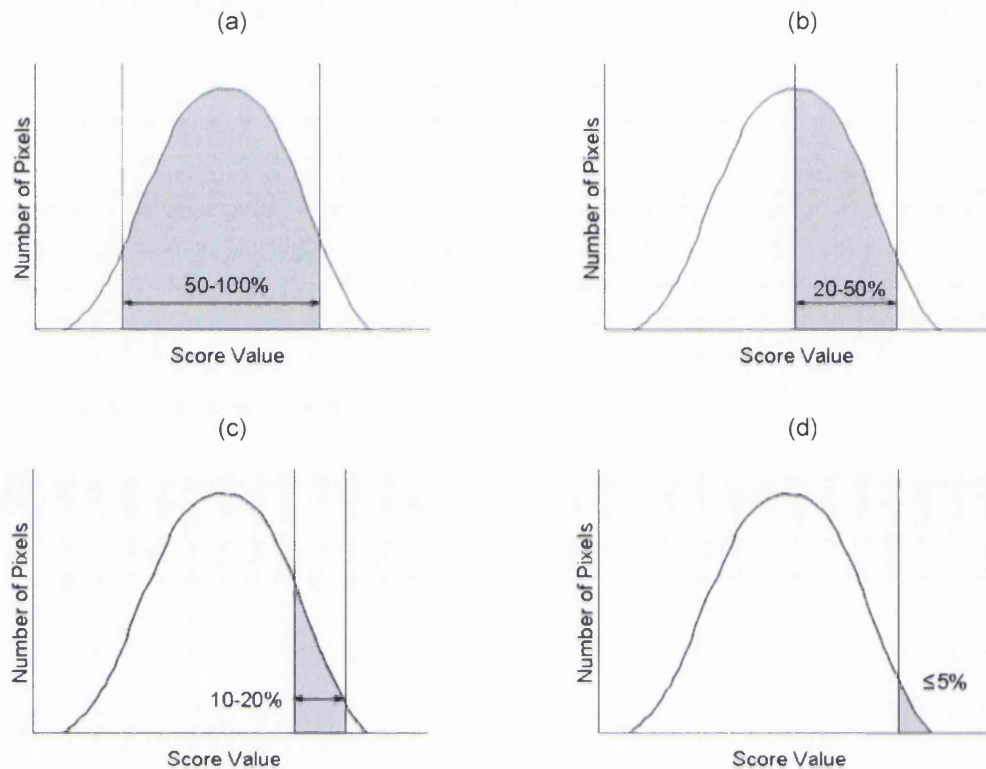 (a)
Number of Pixels
50-100%
Score Value
(b)
Number of Pixels
20-50%
Score Value
(c)
Number of Pixels
10-20%
Score Value
(d)
Number of Pixels
≤5%
Score Value